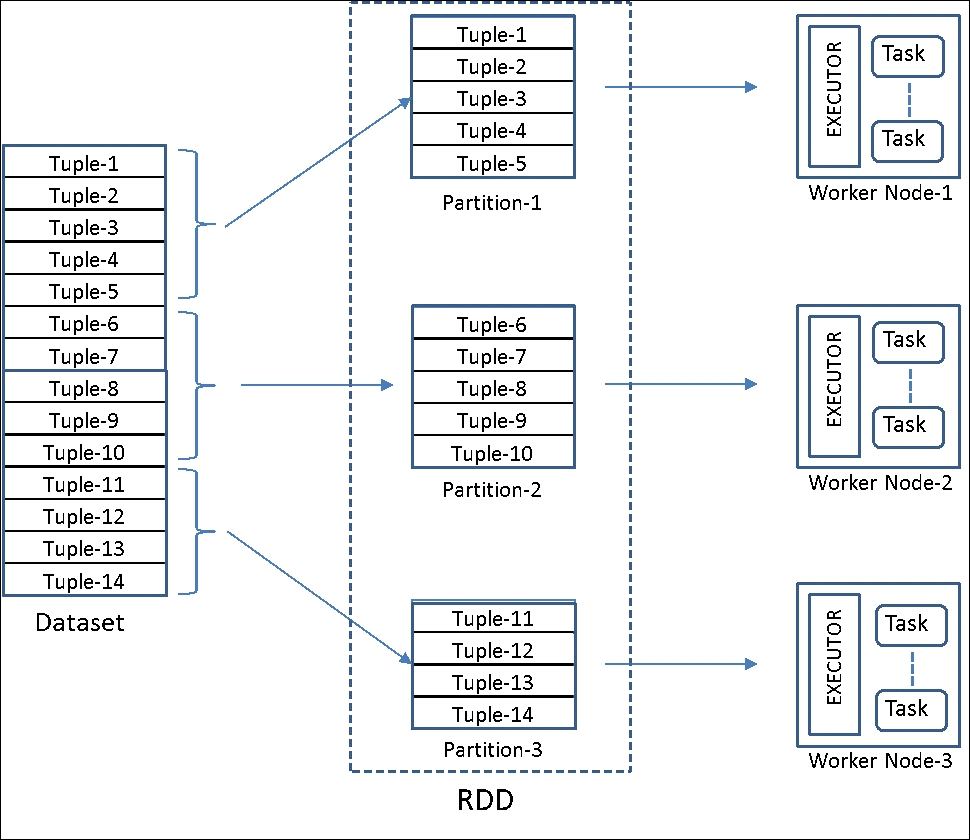 Tuple-1
Tuple-2
Tuple-3
Tuple-4
Tuple-5
Tuple-6
Tuple-7
Tuple-8
Tuple-9
Tuple-10
Tuple-11
Tuple-12
Tuple-13
Tuple-14
Dataset
Tuple-1
Tuple-2
Tuple-3
Tuple-4
Tuple-5
Partition-1
Tuple-6
Tuple-7
Tuple-8
Tuple-9
Tuple-10
Partition-2
Tuple-11
Tuple-12
Tuple-13
Tuple-14
Partition-3
RDD
EXECUTOR
Task
Task
Worker Node-1
EXECUTOR
Task
Task
Worker Node-2
EXECUTOR
Task
Task
Worker Node-3